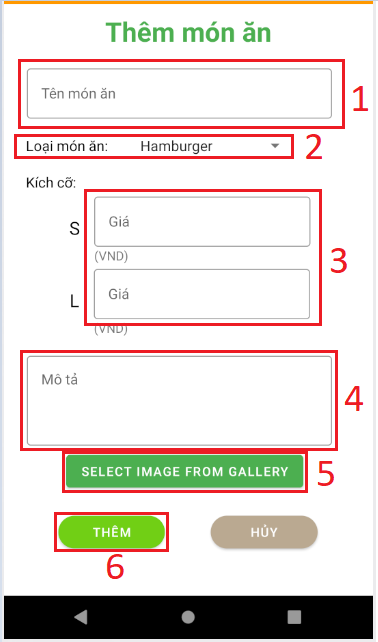 Thêm món ăn
Tên món ăn
1
Loại món ăn: Hamburger
2
Kích cỡ:
S
Giá
(VND)
3
L
Giá
(VND)
Mô tả
4
SELECT IMAGE FROM GALLERY
5
THÊM HỦY
6